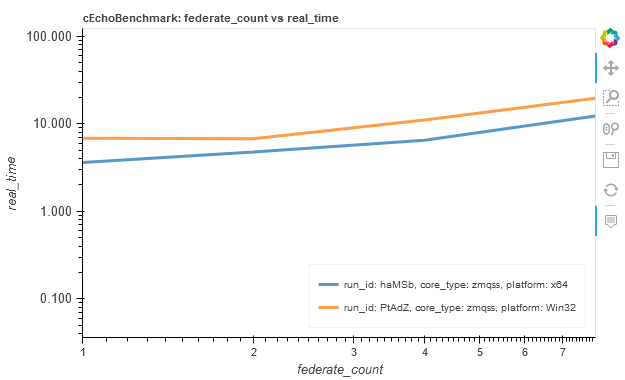 cEchoBenchmark: federate_count vs real_time
100.000
10.000
1.000
0.100
real_time
1
2
3
4
5
6
7
federate_count
run_id: haMSb, core_type: zmqss, platform: x64
run_id: PtAdZ, core_type: zmqss, platform: Win32